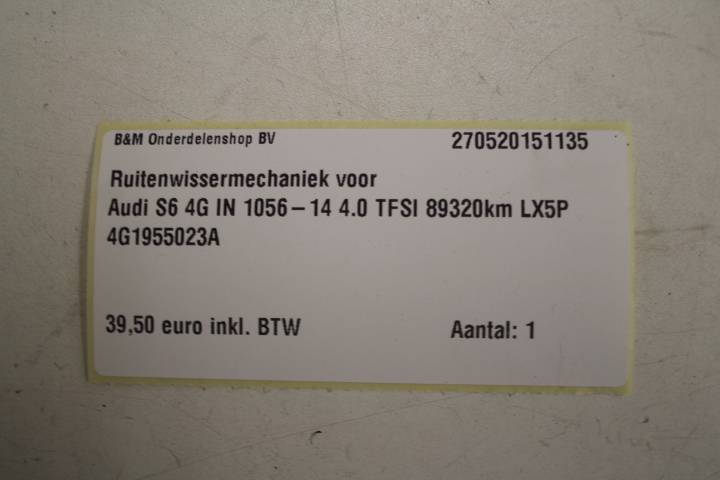 B&M Onderdelenshop BV 270520151135
Ruitenwissermechaniek voor
Audi S6 4G IN 1056-14 4.0 TFSI 89320km LX5P
4G1955023A
39,50 euro inkl. BTW Aantal: 1